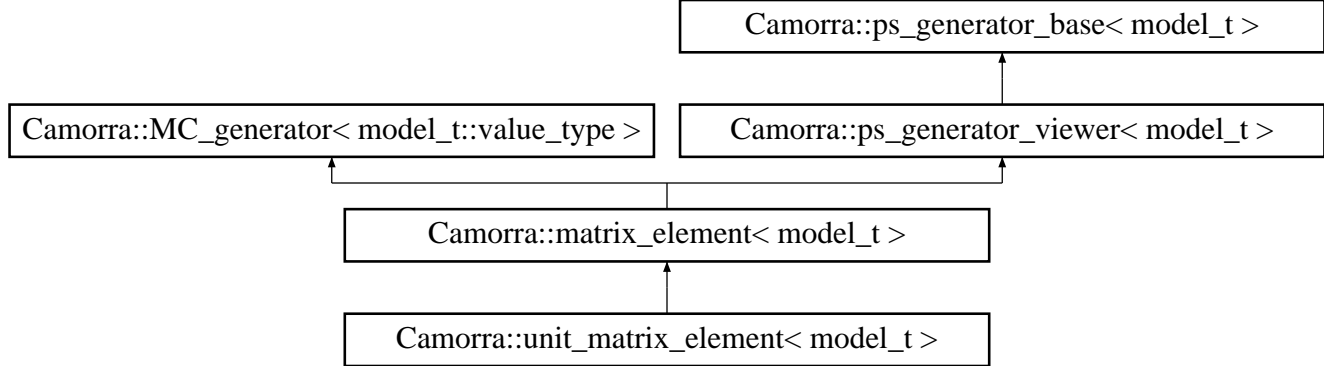 Camorra::ps_generator_base< model_t >
Camorra::MC_generator< model_t::value_type >
Camorra::ps_generator_viewer< model_t >
Camorra::matrix_element< model_t >
Camorra::unit_matrix_element< model_t >